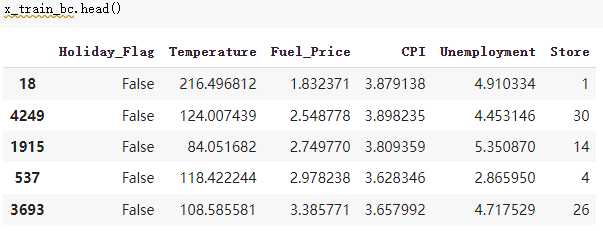 x_train_bc.head()
Holiday_Flag Temperature Fuel_Price CPI Unemployment Store
18 False 216.496812 1.832371 3.879138 4.910334 1
4249 False 124.007439 2.548778 3.898235 4.453146 30
1915 False 84.051682 2.749770 3.809359 5.350870 14
537 False 118.422244 2.978238 3.628346 2.865950 4
3693 False 108.585581 3.385771 3.657992 4.717529 26